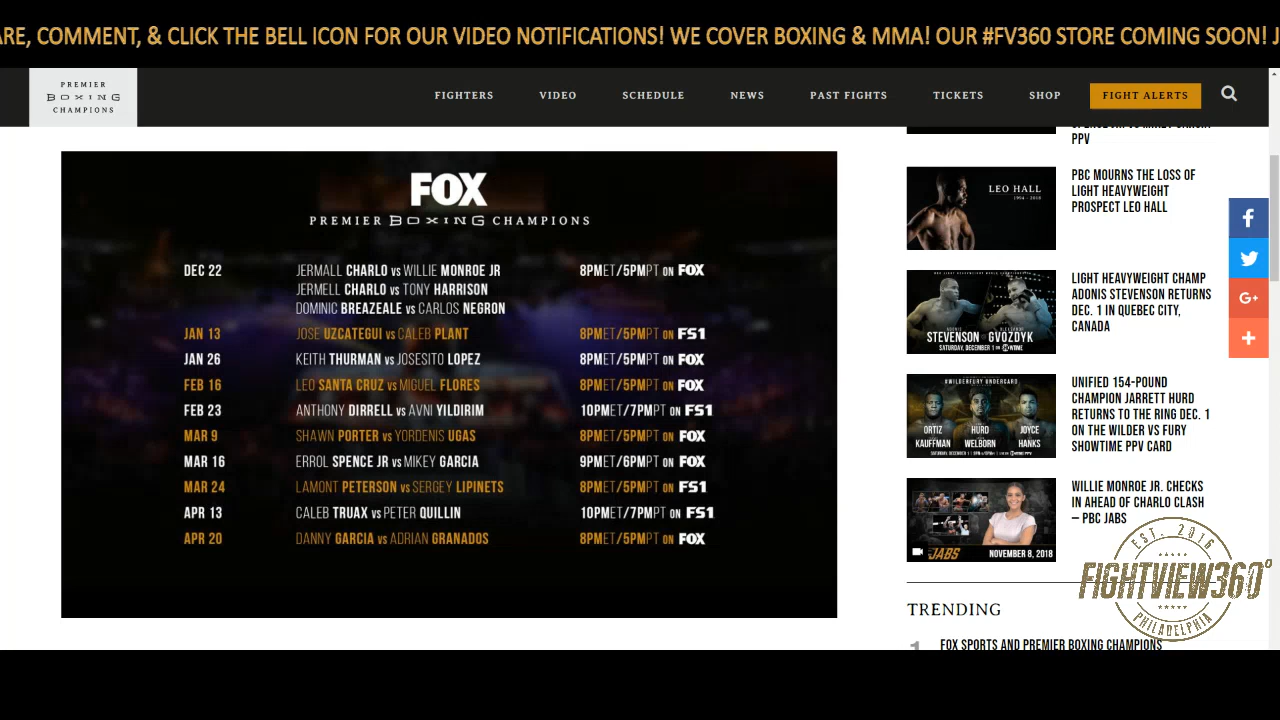 ARE, COMMENT, & CLICK THE BELL ICON FOR OUR VIDEO NOTIFICATIONS! WE COVER BOXING & MMA! OUR #FV360 STORE COMING SOON! J
PREMIER
BOXING
CHAMPIONS
FIGHTERS VIDEO SCHEDULE NEWS PAST FIGHTS TICKETS SHOP FIGHT ALERTS
FOX
PREMIER BOXING CHAMPIONS
DEC 22 JERMALL CHARLO vs WILLIE MONROE JR 8PMET/5PMPT ON FOX
JERMELL CHARLO vs TONY HARRISON
DOMINIC BREAZEALE vs CARLOS NEGRON
JAN 13 JOSE UZCATEGUI vs CALEB PLANT 8PMET/5PMPT ON FS1
JAN 26 KEITH THURMAN vs JOSESITO LOPEZ 8PMET/5PMPT ON FOX
FEB 16 LEO SANTA CRUZ vs MIGUEL FLORES 8PMET/5PMPT ON FOX
FEB 23 ANTHONY DIRRELL vs AVNI YILDIRIM 10PMET/7PMPT ON FS1
MAR 9 SHAWN PORTER vs YORDENIS UGAS 8PMET/5PMPT ON FOX
MAR 16 ERROL SPENCE JR vs MIKEY GARCIA 9PMET/6PMPT ON FOX
MAR 24 LAMONT PETERSON vs SERGEY LIPINETS 8PMET/5PMPT ON FS1
APR 13 CALEB TRUAX vs PETER QUILLIN 10PMET/7PMPT ON FS1
APR 20 DANNY GARCIA vs ADRIAN GRANADOS 8PMET/5PMPT ON FOX
PPV
LEO HALL
1994 - 2018
PBC MOURNS THE LOSS OF
LIGHT HEAVYWEIGHT
PROSPECT LEO HALL
STEVENSON GVOZDYK
SATURDAY, DECEMBER 1 ON SHOWTIME
LIGHT HEAVYWEIGHT CHAMP
ADONIS STEVENSON RETURNS
DEC. 1 IN QUEBEC CITY,
CANADA
#WILDERFURY UNDERCARD
ORTIZ HURD JOYCE
KAUFFMAN WELBORN HANKS
UNIFIED 154-POUND
CHAMPION JARRETT HURD
RETURNS TO THE RING DEC. 1
ON THE WILDER VS FURY
SHOWTIME PPV CARD
JABS NOVEMBER 8, 2018
WILLIE MONROE JR. CHECKS
IN AHEAD OF CHARLO CLASH
– PBC JABS
TRENDING
1 FOX SPORTS AND PREMIER BOXING CHAMPIONS
EST. 2016
FIGHTVIEW360°
PHILADELPHIA